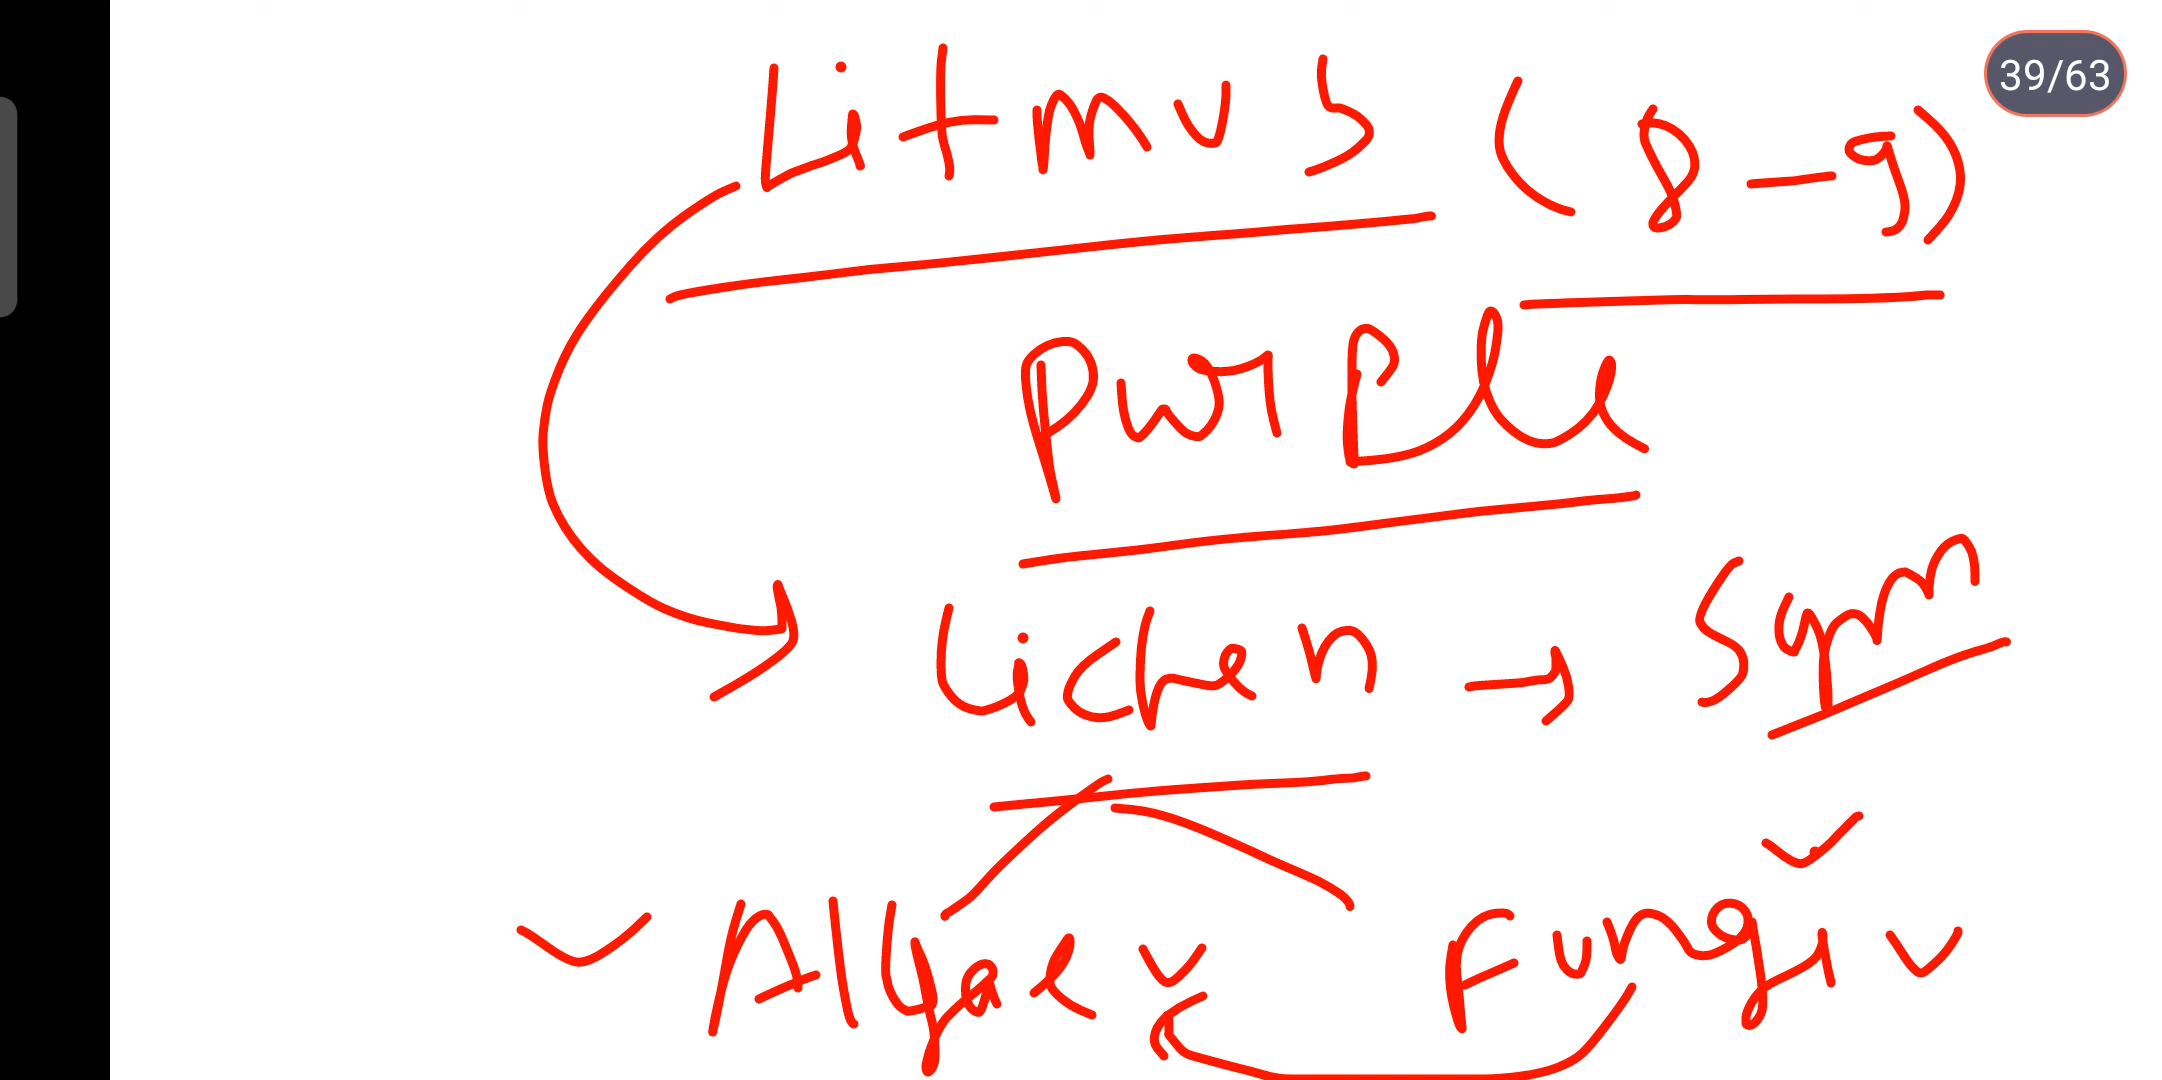 39/63
Litmus (8-9)
Purple
Lichen → Sym
Algae Fungi